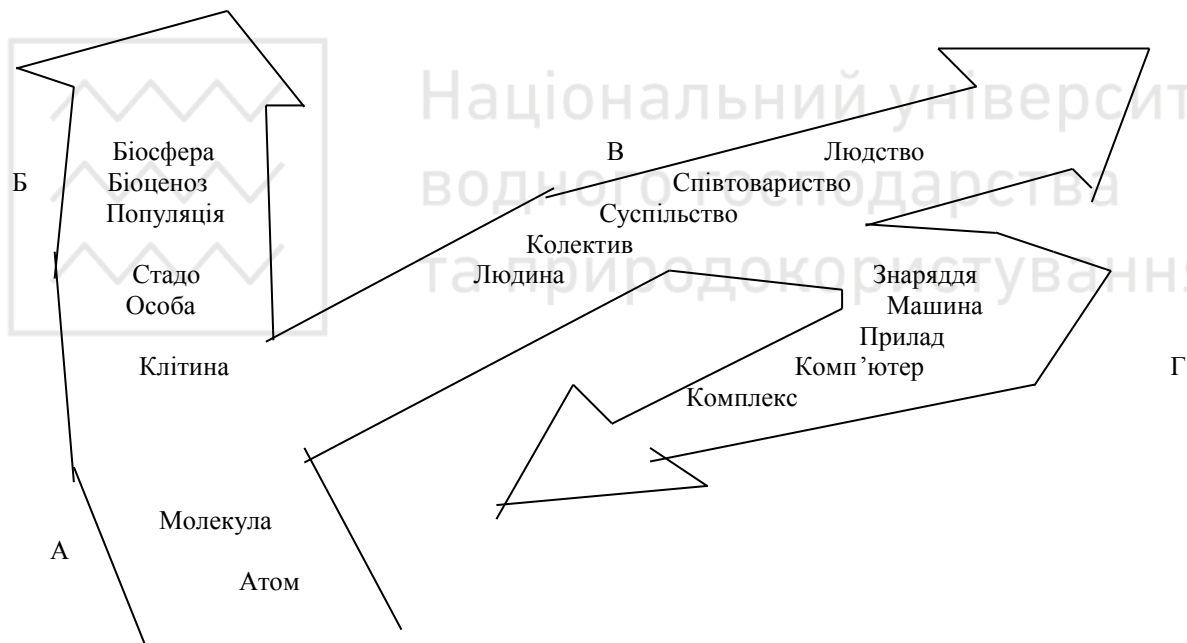 Національний університ
водного господарства
та природокористування
Біосфера
Б
Біоценоз
Популяція
Стадо
Особа
Клітина
Молекула
А
Атом
В
Людство
Співтовариство
Суспільство
Колектив
Людина
Знаряддя
Машина
Прилад
Комп’ютер
Г
Комплекс